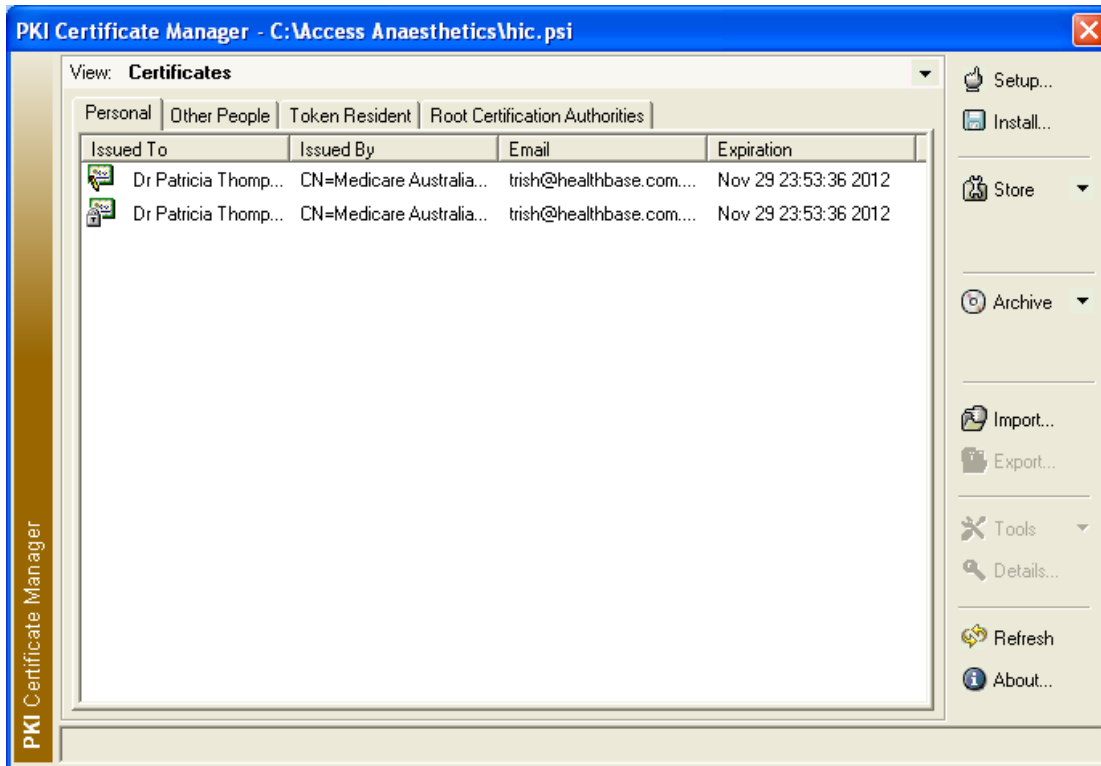 PKI Certificate Manager - C:\Access Anaesthetics\hic.psi
View: Certificates
Personal Other People Token Resident Root Certification Authorities
Issued To Issued By Email Expiration
Dr Patricia Thomp... CN=Medicare Australia... trish@healthbase.com.... Nov 29 23:53:36 2012
Dr Patricia Thomp... CN=Medicare Australia... trish@healthbase.com.... Nov 29 23:53:36 2012
Setup...
Install...
Store
Archive
Import...
Export...
Tools
Details...
Refresh
About...
PKI Certificate Manager